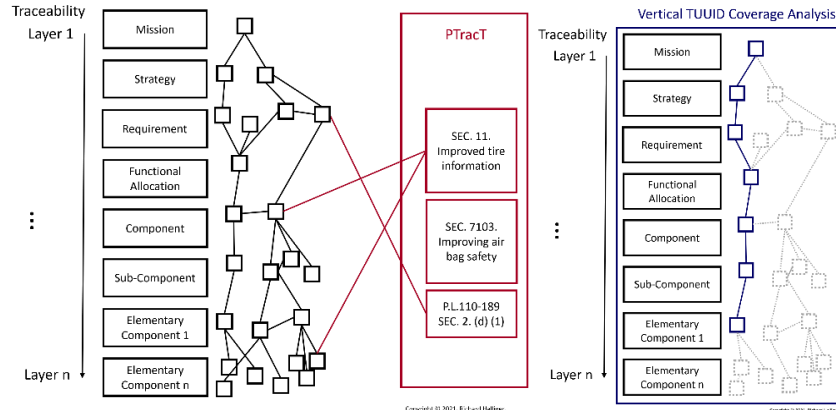 Traceability
Layer 1
Mission
Strategy
Requirement
Functional
Allocation
...
Component
Sub-Component
Elementary
Component 1
Layer n
Elementary
Component n
PTracT
SEC. 11.
Improved tire
information
SEC. 7103.
Improving air
bag safety
P.L.110-189
SEC. 2. (d) (1)
Vertical TUUID Coverage Analysis
Traceability
Layer 1
Mission
Strategy
Requirement
Functional
Allocation
...
Component
Sub-Component
Elementary
Component 1
Layer n
Elementary
Component n